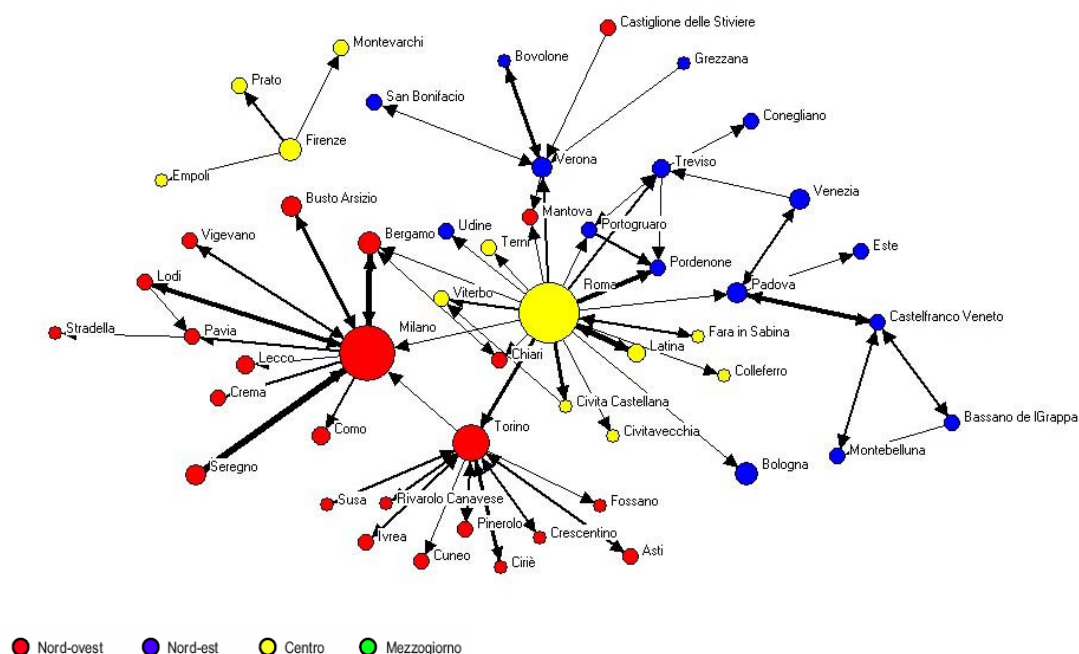 Castiglione delle Stiviere
Montevarchi
Bovolone
Grezzana
Prato
San Bonifacio
Conegliano
Firenze
Verona
Treviso
Empoli
Venezia
Busto Arsizio
Mantova
Portogruaro
Vigevano
Bergamo
Udine
Terni
Este
Lodi
Pordenone
Roma
Padova
Viterbo
Castelfranco Veneto
Stradella
Pavia
Milano
Fara in Sabina
Lecco
Chiari
Latina
Colleferro
Crema
Civita Castellana
Bassano delGrappa
Como
Torino
Civitavecchia
Montebelluna
Seregno
Bologna
Susa
Rivarolo Canavese
Fossano
Ivrea
Pinerolo
Crescentino
Cuneo
Ciriè
Asti
Nord-ovest
Nord-est
Centro
Mezzogiorno